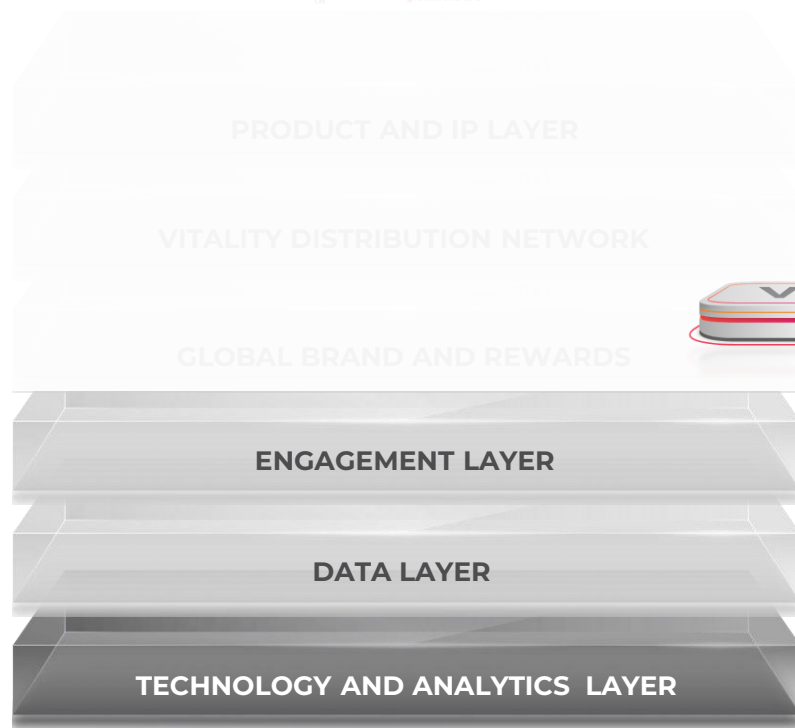 PRODUCT AND IP LAYER
VITALITY DISTRIBUTION NETWORK
GLOBAL BRAND AND REWARDS
ENGAGEMENT LAYER
DATA LAYER
TECHNOLOGY AND ANALYTICS LAYER